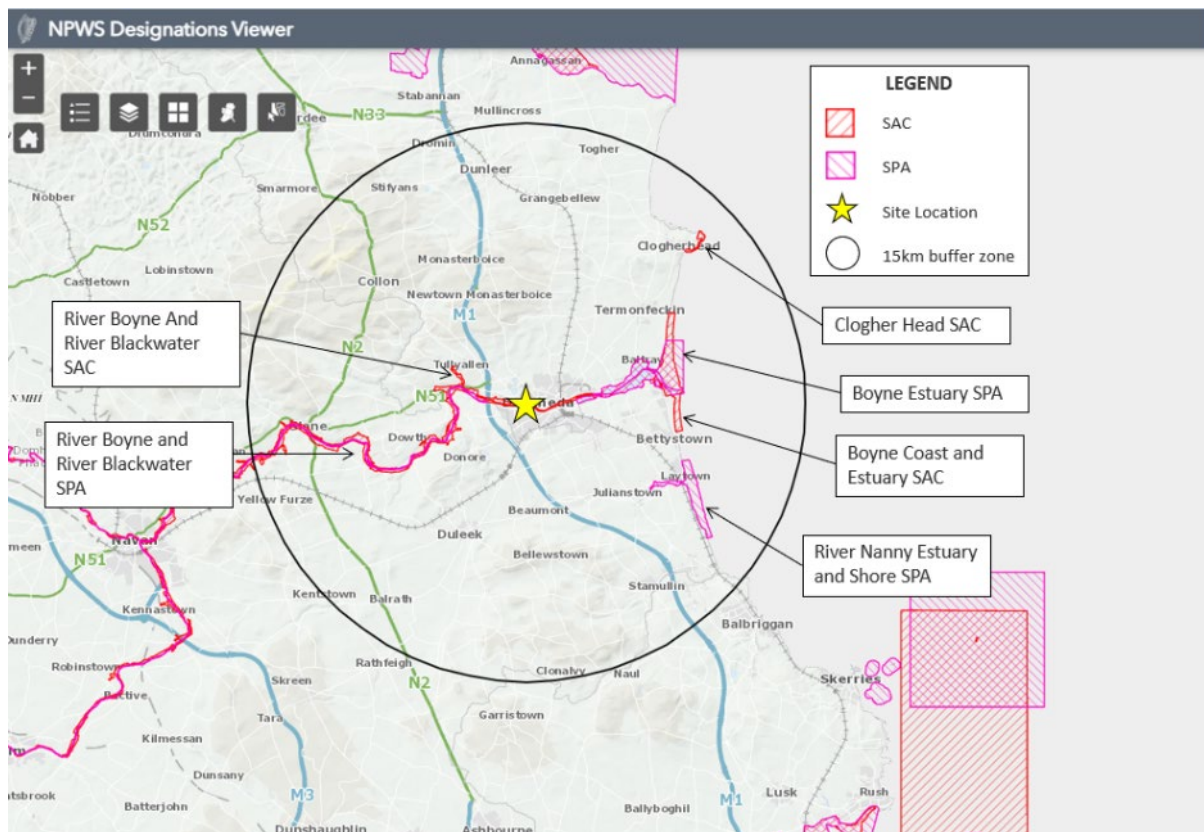 NPWS Designations Viewer
+
−
LEGEND
SAC
SPA
Site Location
15km buffer zone
Annagassan
Stabannan
Mullincross
N33
Dromin
Togher
Dunleer
Nobber
Smarmore
Stifyans
Grangebellew
N52
Clogherhead
Lobinstown
Monasterboice
Castletown
Collon
Newtown Monasterboice
Termonfeckin
M1
River Boyne And
River Blackwater
SAC
Clogher Head SAC
N2
Tullyallen
Boyne Estuary SPA
N51
River Boyne and
River Blackwater
SPA
Bettystown
Donore
Boyne Coast and
Estuary SAC
Laytown
Julianstown
Yellow Furze
Beaumont
Duleek
Navan
River Nanny Estuary
and Shore SPA
N51
Bellewstown
Stamullin
Kentstown
Balrath
Kennastown
Balbriggan
Dunderry
Rathfeigh
Clonalvy
Naul
Robinstown
Skreen
N2
Skerries
Tara
Garristown
Kilmessan
Dunsany
Lusk
Rush
M3
M1
Batterjohn
Ballyboghil
Dunshaughlin
Ashbourne